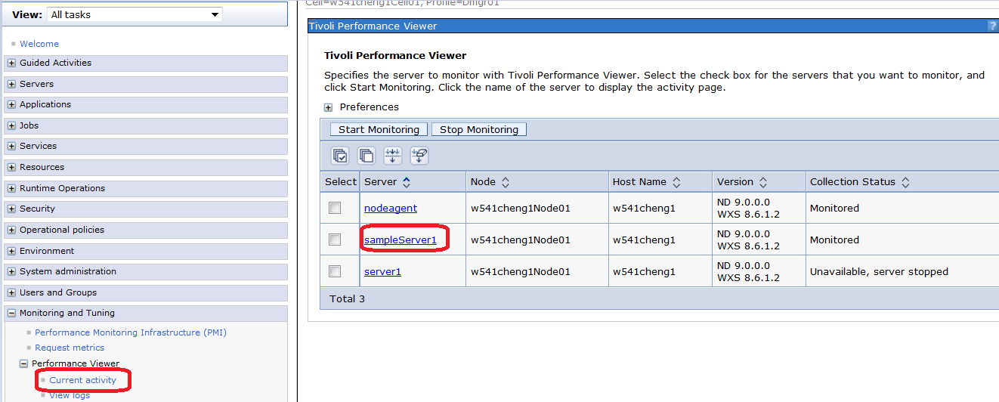 View: All tasks
Welcome
Guided Activities
Servers
Applications
Jobs
Services
Resources
Runtime Operations
Security
Operational policies
Environment
System administration
Users and Groups
Monitoring and Tuning
Performance Monitoring Infrastructure (PMI)
Request metrics
Performance Viewer
Current activity
View logs
Cell=w541cheng1Cell01, Profile=Dmgr01
Tivoli Performance Viewer ?
Tivoli Performance Viewer
Specifies the server to monitor with Tivoli Performance Viewer. Select the check box for the servers that you want to monitor, and
click Start Monitoring. Click the name of the server to display the activity page.
Preferences
Start Monitoring Stop Monitoring
Select Server Node Host Name Version Collection Status
nodeagent w541cheng1Node01 w541cheng1 ND 9.0.0.0 Monitored
WXS 8.6.1.2
sampleServer1 w541cheng1Node01 w541cheng1 ND 9.0.0.0 Monitored
WXS 8.6.1.2
server1 w541cheng1Node01 w541cheng1 ND 9.0.0.0 Unavailable, server stopped
WXS 8.6.1.2
Total 3